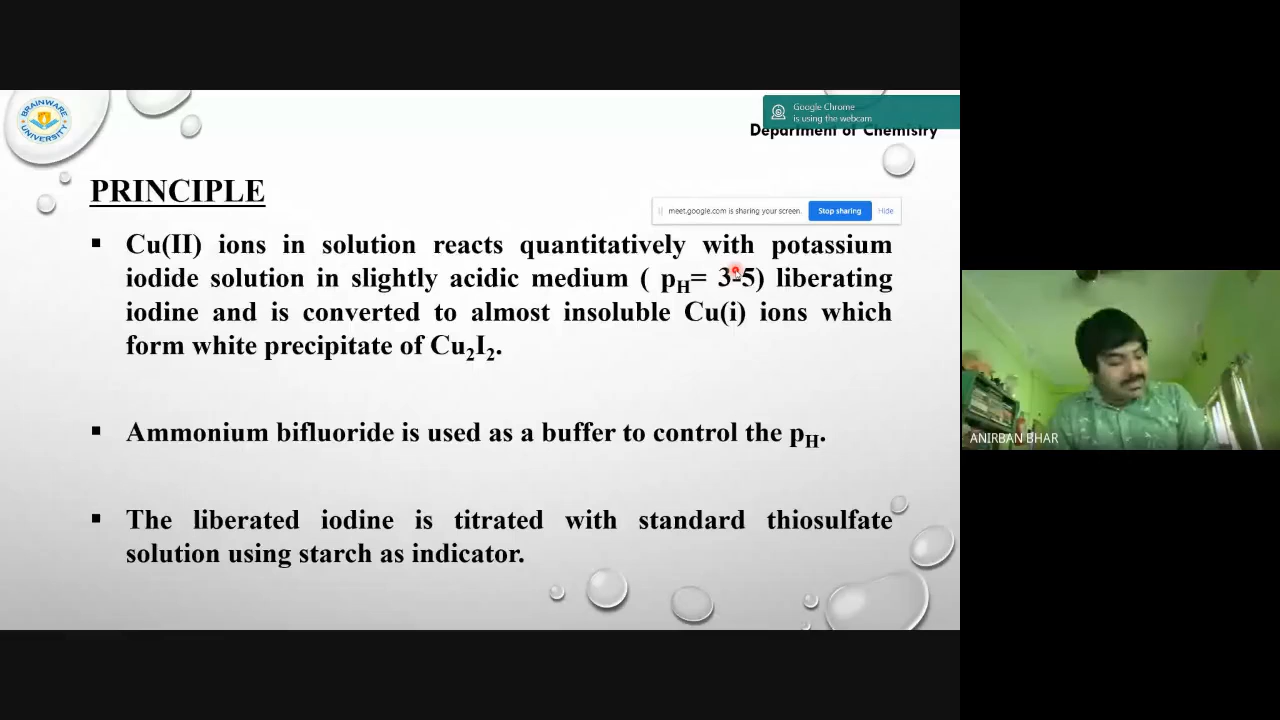 BRAINWARE UNIVERSITY
Google Chrome
is using the webcam
Department of Chemistry
PRINCIPLE
meet.google.com is sharing your screen.
Stop sharing
Hide
▪ Cu(II) ions in solution reacts quantitatively with potassium
iodide solution in slightly acidic medium ( pH= 3-5) liberating
iodine and is converted to almost insoluble Cu(i) ions which
form white precipitate of Cu2I2.
▪ Ammonium bifluoride is used as a buffer to control the pH.
▪ The liberated iodine is titrated with standard thiosulfate
solution using starch as indicator.
ANIRBAN BHAR